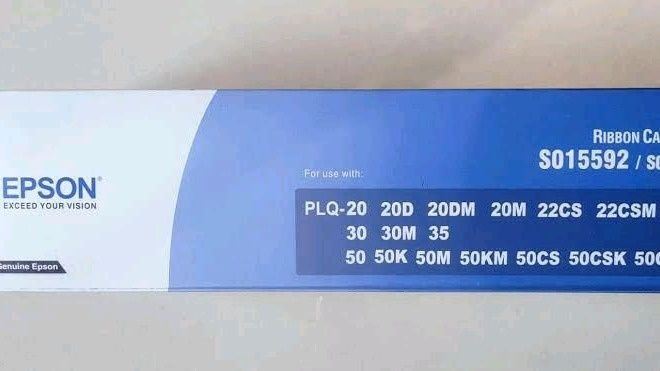 EPSON®
EXCEED YOUR VISION
Genuine Epson
RIBBON
S015592 /
For use with:
PLQ-20 20D 20DM 20M 22CS 22CSM
30 30M 35
50 50K 50M 50KM 50CS 50CSK